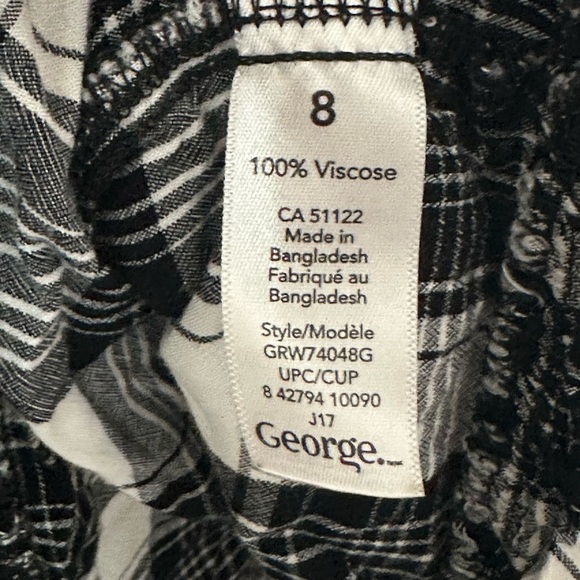 8
100% Viscose
CA 51122
Made in
Bangladesh
Fabriqué au
Bangladesh
Style/Modèle
GRW74048G
UPC/CUP
8 42794 10090
J17
George.